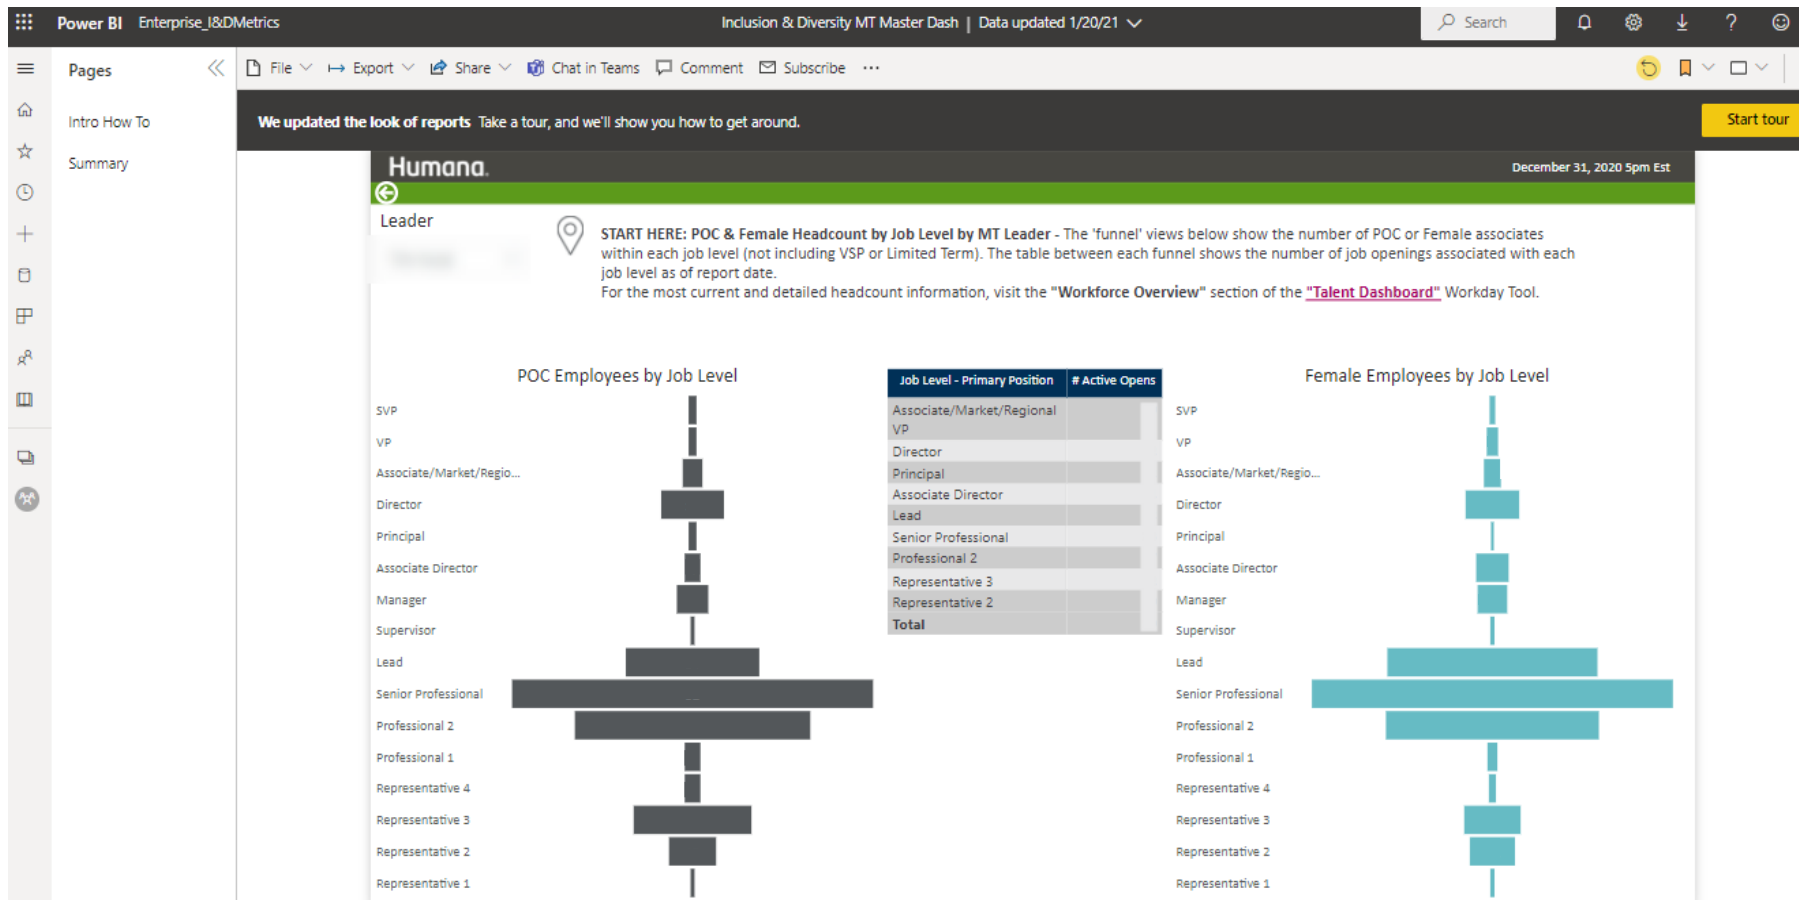 Power BI Enterprise_I&DMetrics
Inclusion & Diversity MT Master Dash | Data updated 1/20/21
Search
Pages
File Export Share Chat in Teams Comment Subscribe ...
Intro How To
Summary
We updated the look of reports Take a tour, and we'll show you how to get around.
Start tour
Humana.
December 31, 2020 5pm Est
Leader
START HERE: POC & Female Headcount by Job Level by MT Leader - The 'funnel' views below show the number of POC or Female associates
within each job level (not including VSP or Limited Term). The table between each funnel shows the number of job openings associated with each
job level as of report date.
For the most current and detailed headcount information, visit the "Workforce Overview" section of the "Talent Dashboard" Workday Tool.
POC Employees by Job Level
SVP
VP
Associate/Market/Regio...
Director
Principal
Associate Director
Manager
Supervisor
Lead
Senior Professional
Professional 2
Professional 1
Representative 4
Representative 3
Representative 2
Representative 1
Job Level - Primary Position # Active Opens
Associate/Market/Regional
VP
Director
Principal
Associate Director
Lead
Senior Professional
Professional 2
Representative 3
Representative 2
Total
Female Employees by Job Level
SVP
VP
Associate/Market/Regio...
Director
Principal
Associate Director
Manager
Supervisor
Lead
Senior Professional
Professional 2
Professional 1
Representative 4
Representative 3
Representative 2
Representative 1